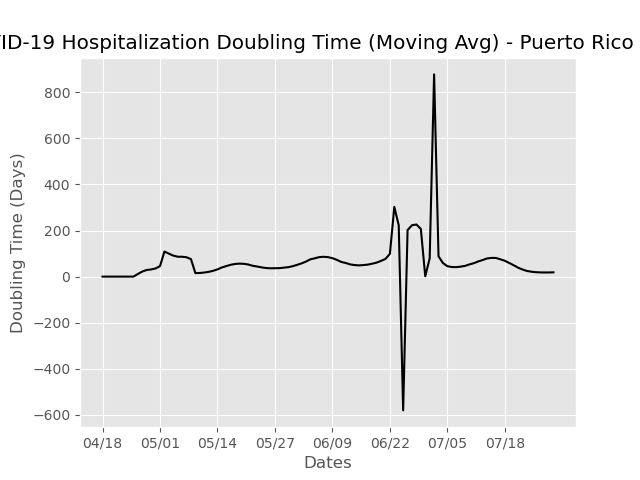 ID-19 Hospitalization Doubling Time (Moving Avg) - Puerto Rico
Doubling Time (Days)
800
600
400
200
0
−200
−400
−600
04/18 05/01 05/14 05/27 06/09 06/22 07/05 07/18
Dates